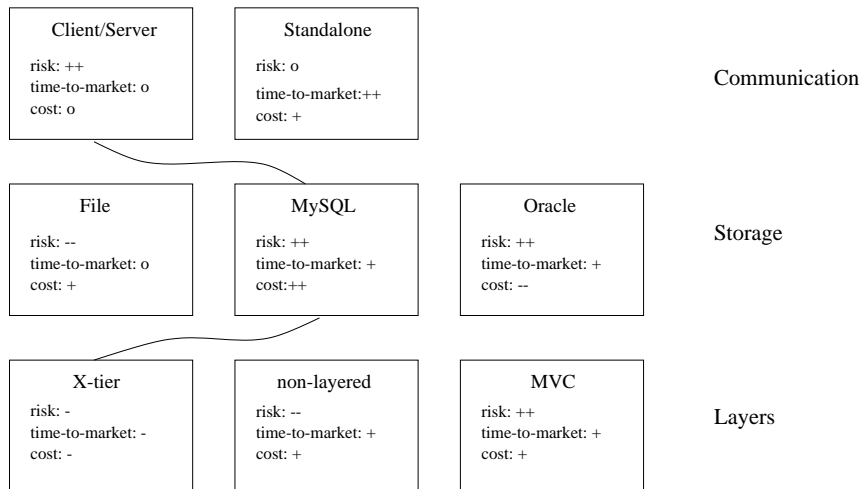 Client/Server
risk: ++
time-to-market: o
cost: o
Standalone
risk: o
time-to-market:++
cost: +
Communication
File
risk: --
time-to-market: o
cost: +
MySQL
risk: ++
time-to-market: +
cost:++
Oracle
risk: ++
time-to-market: +
cost: --
Storage
X-tier
risk: -
time-to-market: -
cost: -
non-layered
risk: --
time-to-market: +
cost: +
MVC
risk: ++
time-to-market: +
cost: +
Layers